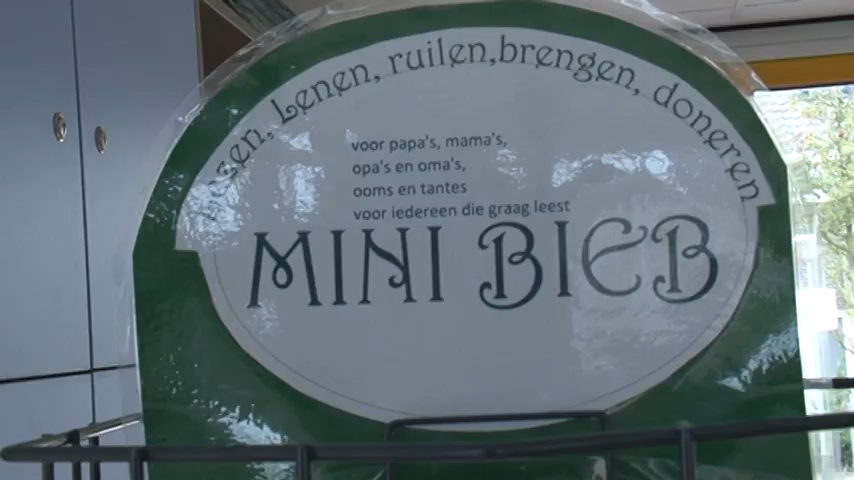 Lezen, Lenen, ruilen,brengen, doneren
voor papa's, mama's,
opa's en oma's,
ooms en tantes
voor iedereen die graag leest
MINI BIEB